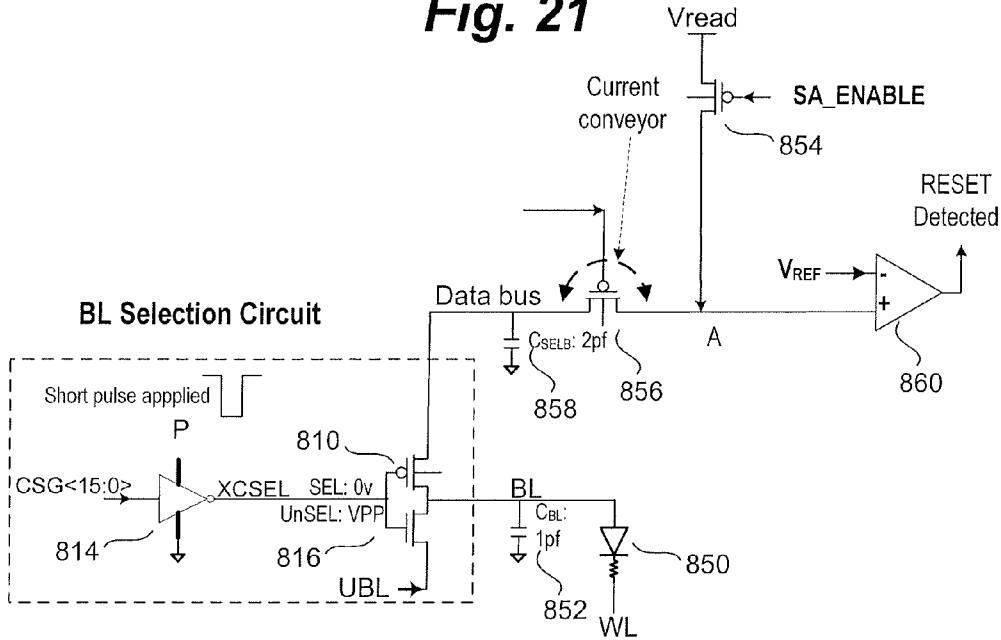 Fig. 21
Vread
Current
conveyor
SA_ENABLE
854
RESET
Detected
VREF
-
+
860
Data bus
A
CSELB: 2pf
858
856
BL Selection Circuit
Short pulse appplied
P
810
CSG<15:0>
XCSEL
SEL: 0v
UnSEL: VPP
814
816
UBL
BL
CBL:
1pf
852
850
WL